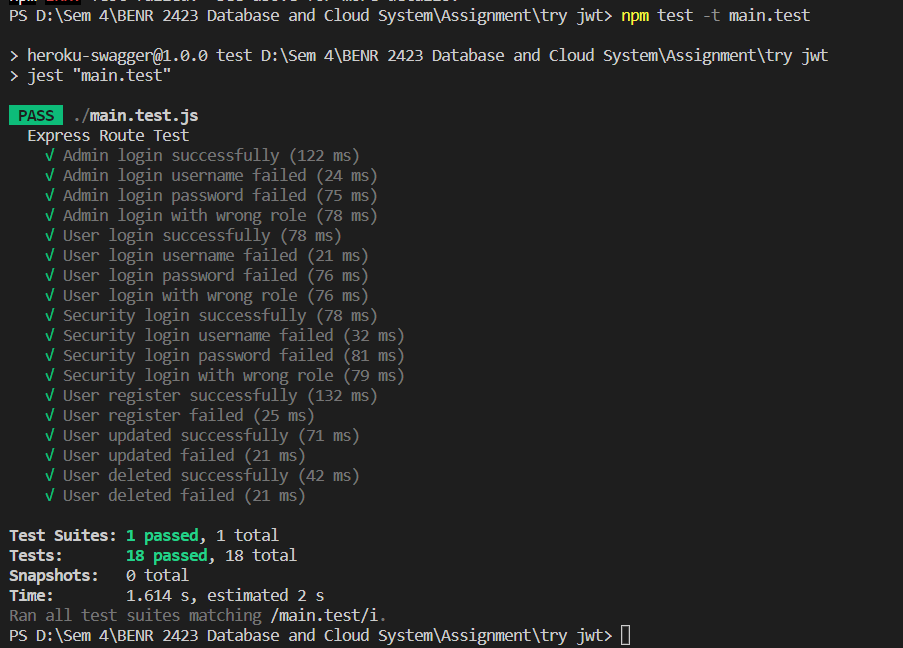 PS D:\Sem 4\BENR 2423 Database and Cloud System\Assignment\try jwt> npm test -t main.test
> heroku-swagger@1.0.0 test D:\Sem 4\BENR 2423 Database and Cloud System\Assignment\try jwt
> jest "main.test"
PASS ./main.test.js
Express Route Test
√ Admin login successfully (122 ms)
√ Admin login username failed (24 ms)
√ Admin login password failed (75 ms)
√ Admin login with wrong role (78 ms)
√ User login successfully (78 ms)
√ User login username failed (21 ms)
√ User login password failed (76 ms)
√ User login with wrong role (76 ms)
√ Security login successfully (78 ms)
√ Security login username failed (32 ms)
√ Security login password failed (81 ms)
√ Security login with wrong role (79 ms)
√ User register successfully (132 ms)
√ User register failed (25 ms)
√ User updated successfully (71 ms)
√ User updated failed (21 ms)
√ User deleted successfully (42 ms)
√ User deleted failed (21 ms)
Test Suites: 1 passed, 1 total
Tests: 18 passed, 18 total
Snapshots: 0 total
Time: 1.614 s, estimated 2 s
Ran all test suites matching /main.test/i.
PS D:\Sem 4\BENR 2423 Database and Cloud System\Assignment\try jwt>